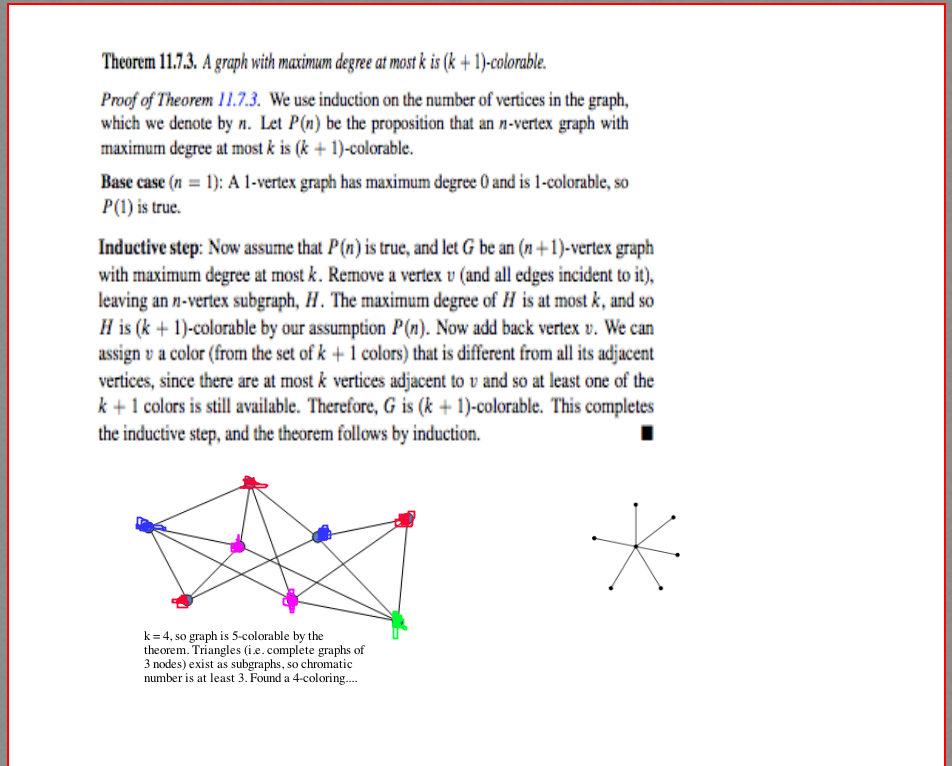 Theorem 11.7.3. A graph with maximum degree at most k is (k + 1)-colorable.
Proof of Theorem 11.7.3. We use induction on the number of vertices in the graph,
which we denote by n. Let P(n) be the proposition that an n-vertex graph with
maximum degree at most k is (k + 1)-colorable.
Base case (n = 1): A 1-vertex graph has maximum degree 0 and is 1-colorable, so
P(1) is true.
Inductive step: Now assume that P(n) is true, and let G be an (n+1)-vertex graph
with maximum degree at most k. Remove a vertex v (and all edges incident to it),
leaving an n-vertex subgraph, H. The maximum degree of H is at most k, and so
H is (k + 1)-colorable by our assumption P(n). Now add back vertex v. We can
assign v a color (from the set of k + 1 colors) that is different from all its adjacent
vertices, since there are at most k vertices adjacent to v and so at least one of the
k + 1 colors is still available. Therefore, G is (k + 1)-colorable. This completes
the inductive step, and the theorem follows by induction. ■
k = 4, so graph is 5-colorable by the
theorem. Triangles (i.e. complete graphs of
3 nodes) exist as subgraphs, so chromatic
number is at least 3. Found a 4-coloring....